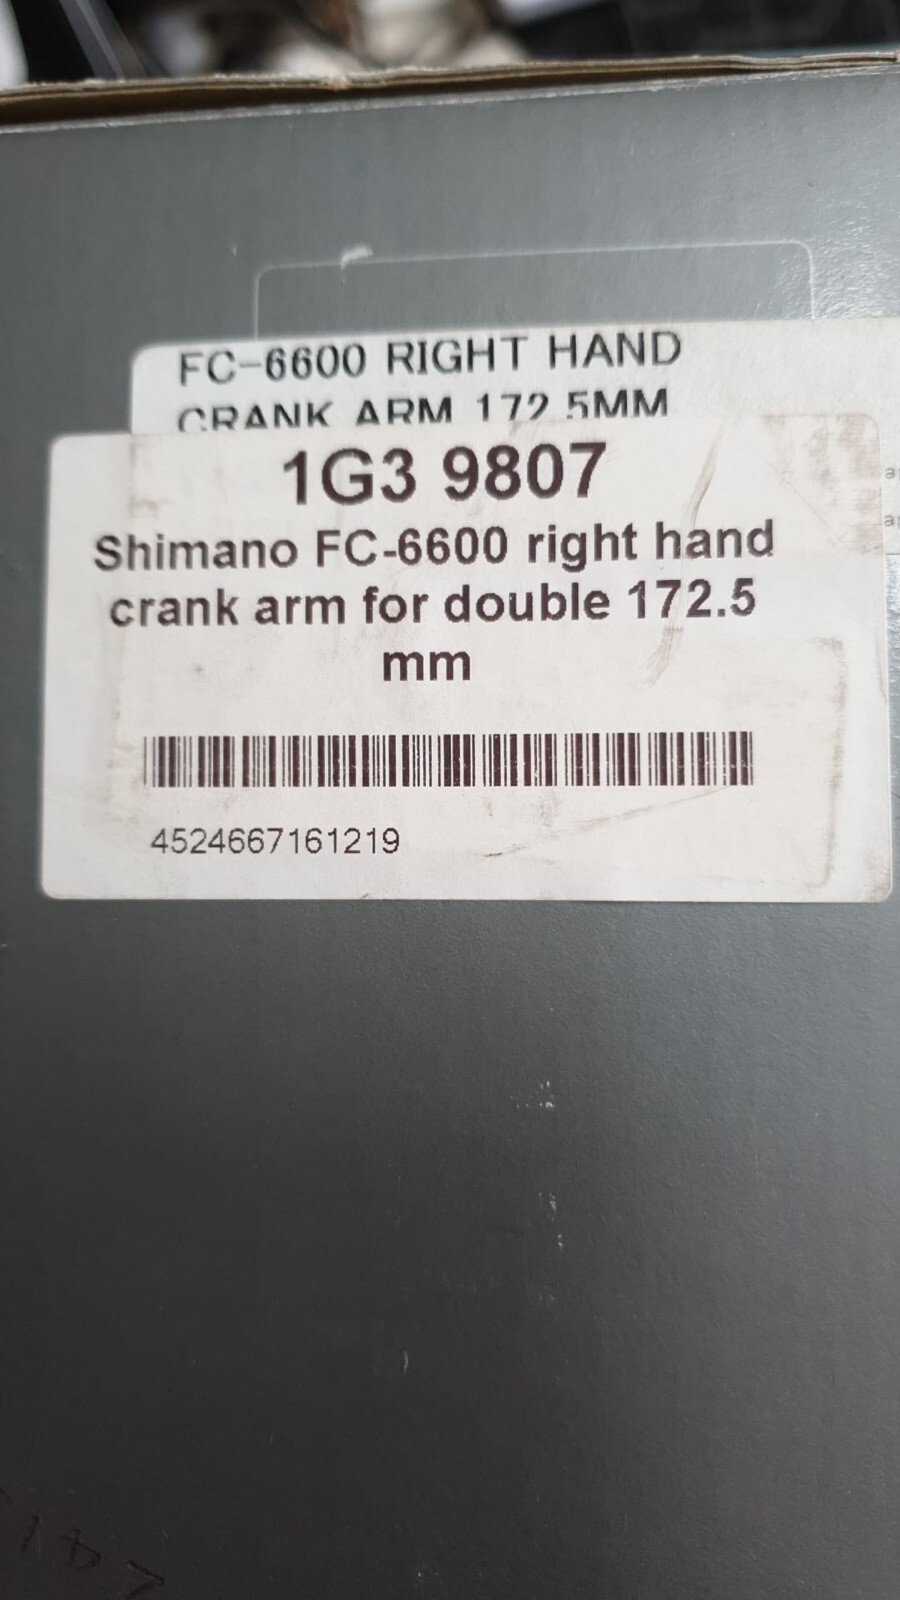 FC-6600 RIGHT HAND
CRANK ARM 172.5MM
1G3 9807
Shimano FC-6600 right hand
crank arm for double 172.5
mm
4524667161219